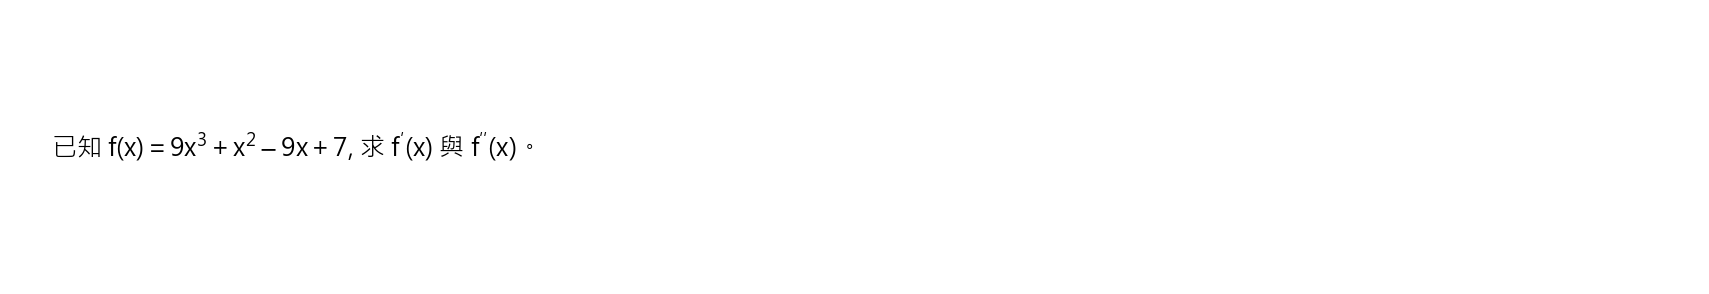 已知 f(x) = 9x³ + x² – 9x + 7, 求 f′(x) 與 f′′(x)。